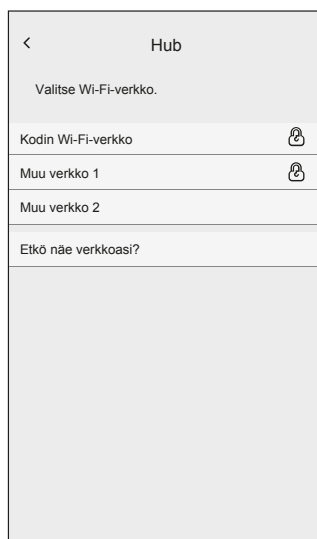 Hub
Valitse Wi-Fi-verkko.
Kodin Wi-Fi-verkko
Muu verkko 1
Muu verkko 2
Etkö näe verkkoasi?